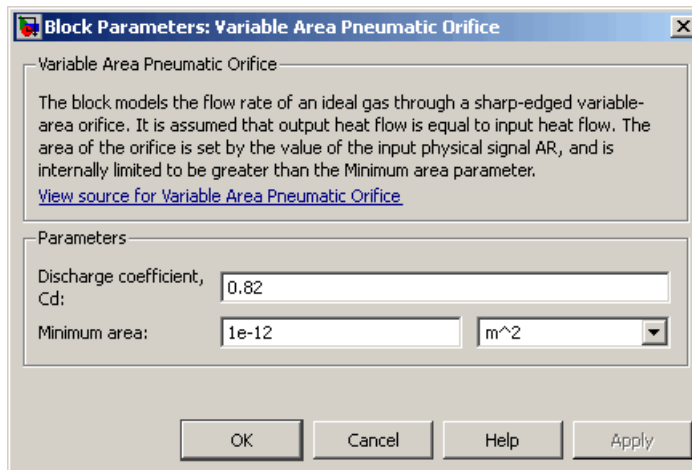 Block Parameters: Variable Area Pneumatic Orifice
Variable Area Pneumatic Orifice
The block models the flow rate of an ideal gas through a sharp-edged variable-
area orifice. It is assumed that output heat flow is equal to input heat flow. The
area of the orifice is set by the value of the input physical signal AR, and is
internally limited to be greater than the Minimum area parameter.
View source for Variable Area Pneumatic Orifice
Parameters
Discharge coefficient,
Cd:
0.82
Minimum area: 1e-12 m^2
OK Cancel Help Apply